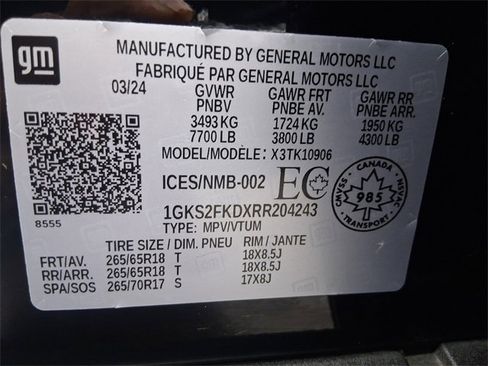 gm
MANUFACTURED BY GENERAL MOTORS LLC
FABRIQUÉ PAR GENERAL MOTORS LLC
03/24 GVWR GAWR FRT GAWR RR
PNBV PNBE AV. PNBE ARR.
3493 KG 1724 KG 1950 KG
7700 LB 3800 LB 4300 LB
MODEL/MODÈLE: X3TK10906
ICES/NMB-002 EC
CANADA
985
CMVSS
NSVAC
1GKS2FKDXRR204243
8555
TYPE: MPV/VTUM
TIRE SIZE / DIM. PNEU RIM / JANTE
FRT/AV. 265/65R18 T 18X8.5J
RR/ARR. 265/65R18 T 18X8.5J
SPA/SOS 265/70R17 S 17X8J